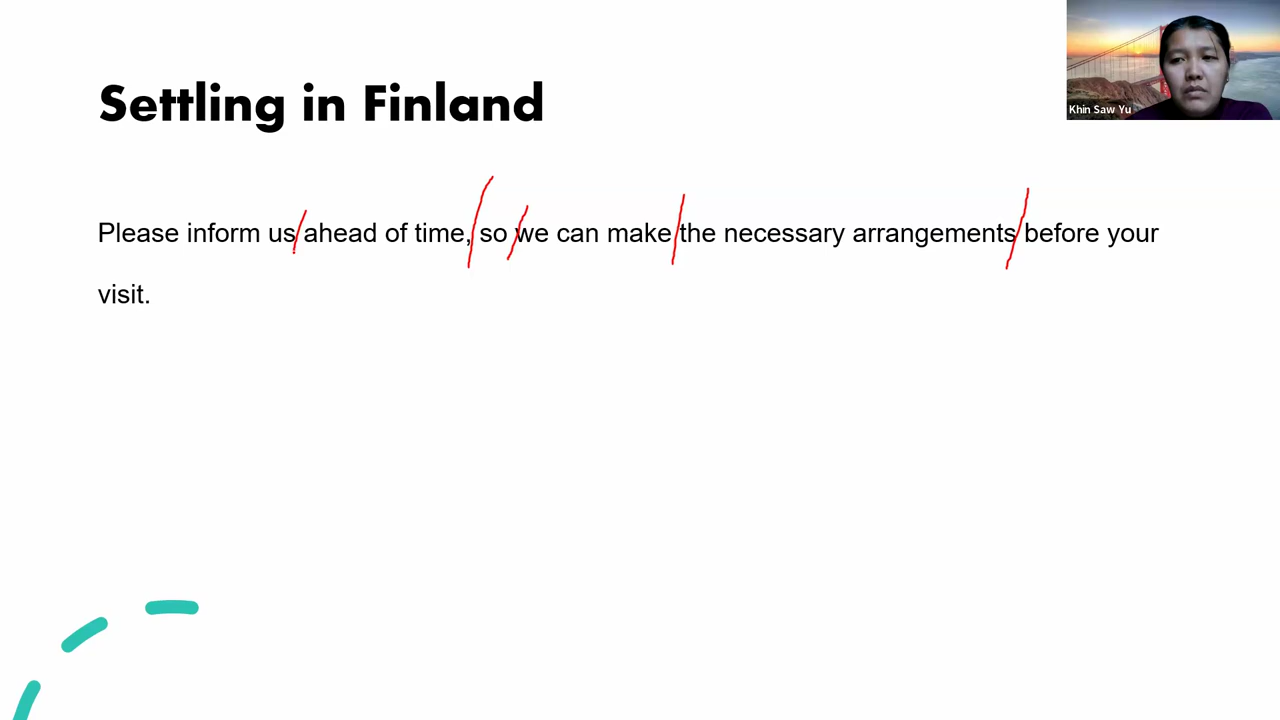 Settling in Finland
Khin Saw Yu
Please inform us ahead of time, so we can make the necessary arrangements before your
visit.